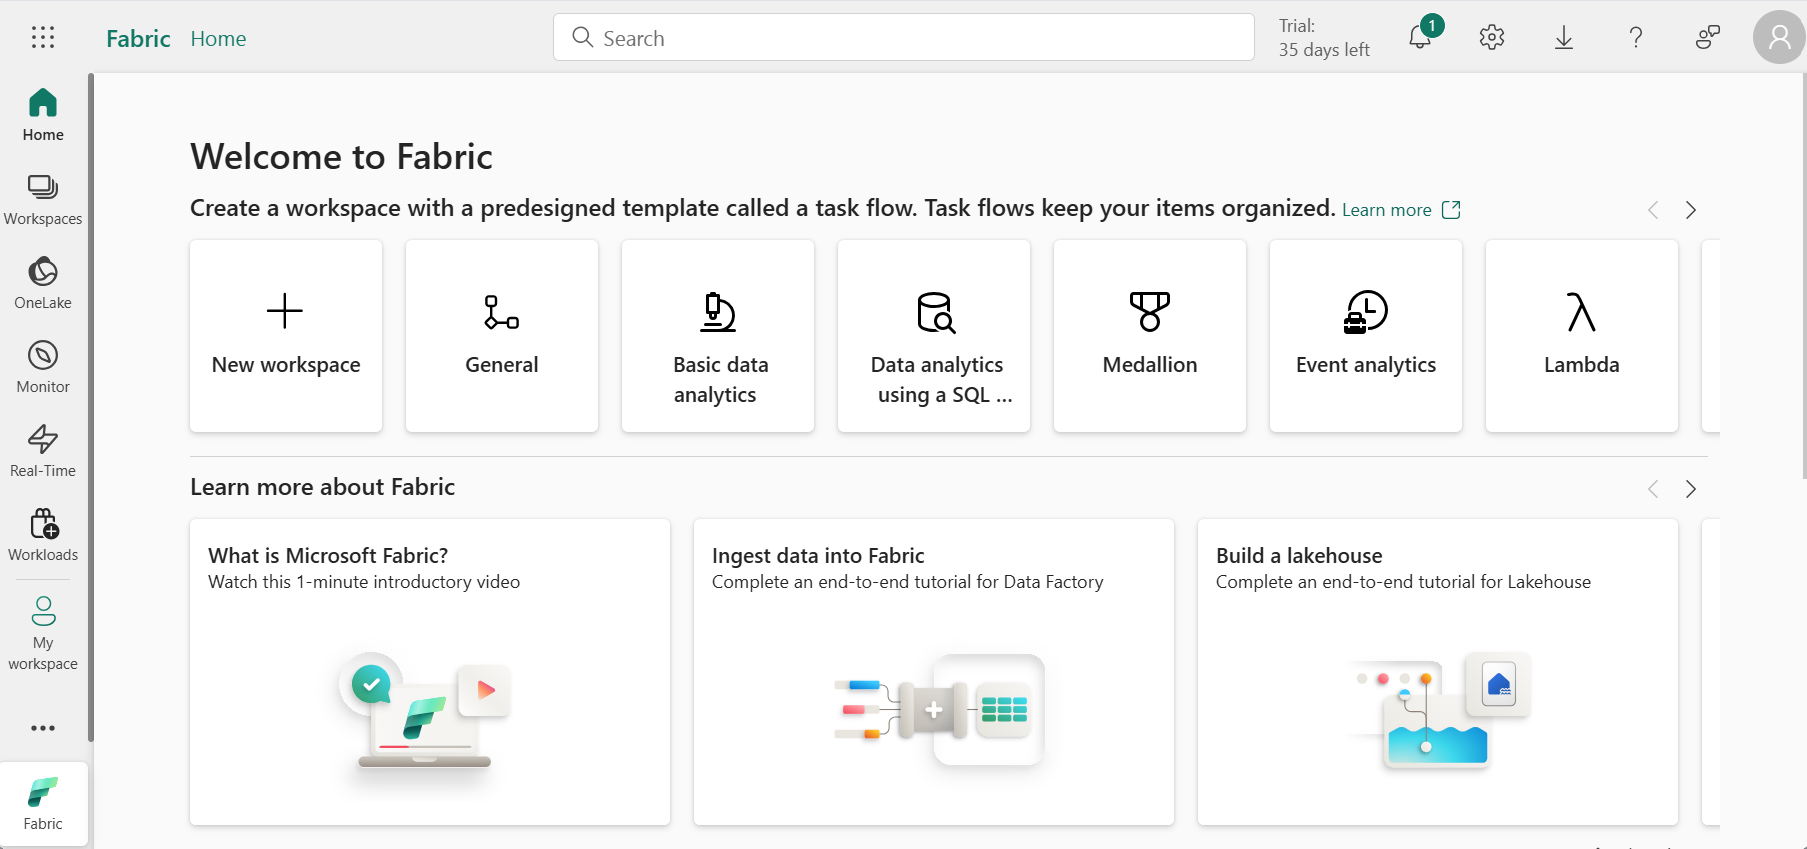 Fabric Home
Search
Trial:
35 days left
1
Home
Workspaces
OneLake
Monitor
Real-Time
Workloads
My
workspace
Fabric
Welcome to Fabric
Create a workspace with a predesigned template called a task flow. Task flows keep your items organized. Learn more
New workspace
General
Basic data
analytics
Data analytics
using a SQL ...
Medallion
Event analytics
Lambda
Learn more about Fabric
What is Microsoft Fabric?
Watch this 1-minute introductory video
Ingest data into Fabric
Complete an end-to-end tutorial for Data Factory
Build a lakehouse
Complete an end-to-end tutorial for Lakehouse